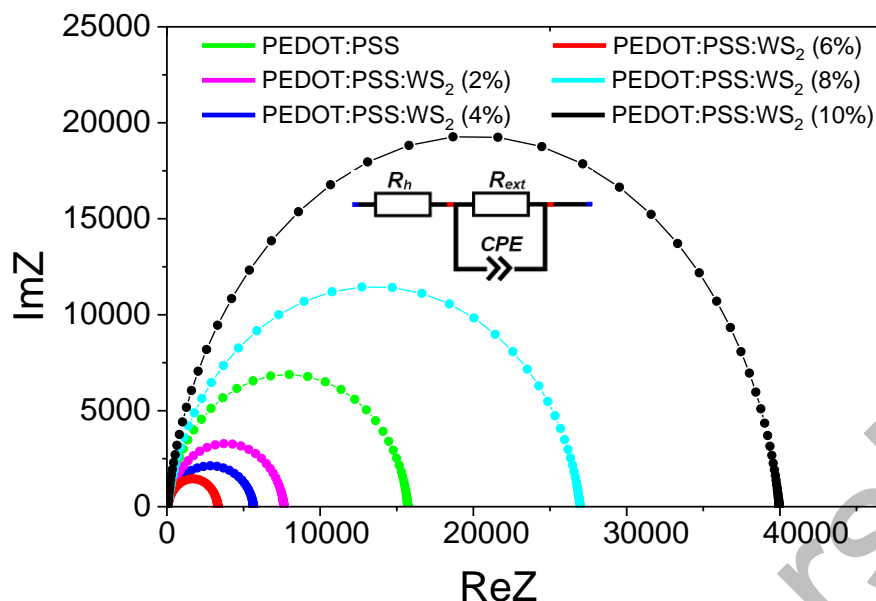 25000
20000
15000
10000
5000
0
ImZ
PEDOT:PSS
PEDOT:PSS:WS₂ (2%)
PEDOT:PSS:WS₂ (4%)
PEDOT:PSS:WS₂ (6%)
PEDOT:PSS:WS₂ (8%)
PEDOT:PSS:WS₂ (10%)
Rₕ
Rₑₓₜ
CPE
0 10000 20000 30000 40000
ReZ